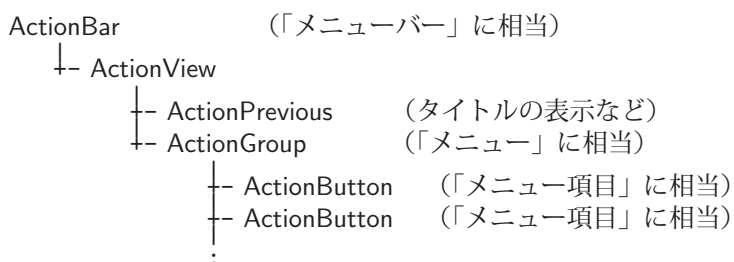 ActionBar （「メニューバー」に相当）
ActionView
ActionPrevious （タイトルの表示など）
ActionGroup （「メニュー」に相当）
ActionButton （「メニュー項目」に相当）
ActionButton （「メニュー項目」に相当）